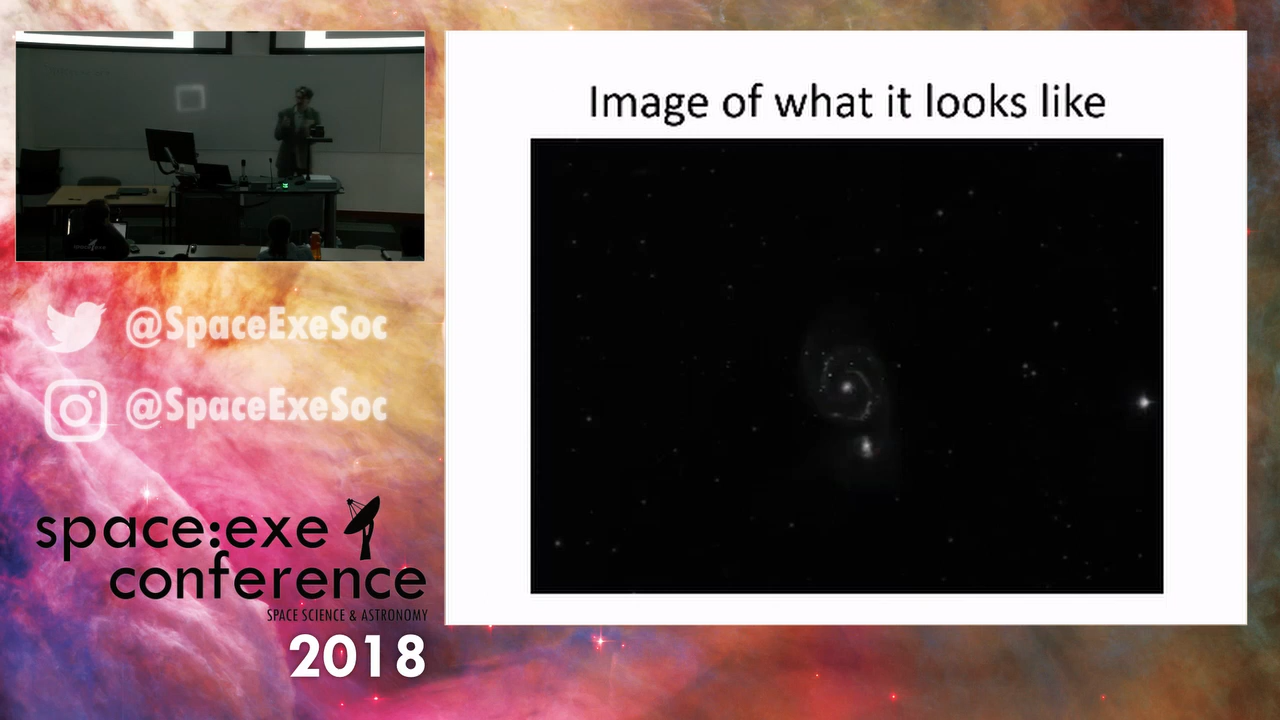 Image of what it looks like
@SpaceExeSoc
@SpaceExeSoc
space:exe
conference
SPACE SCIENCE & ASTRONOMY
2018